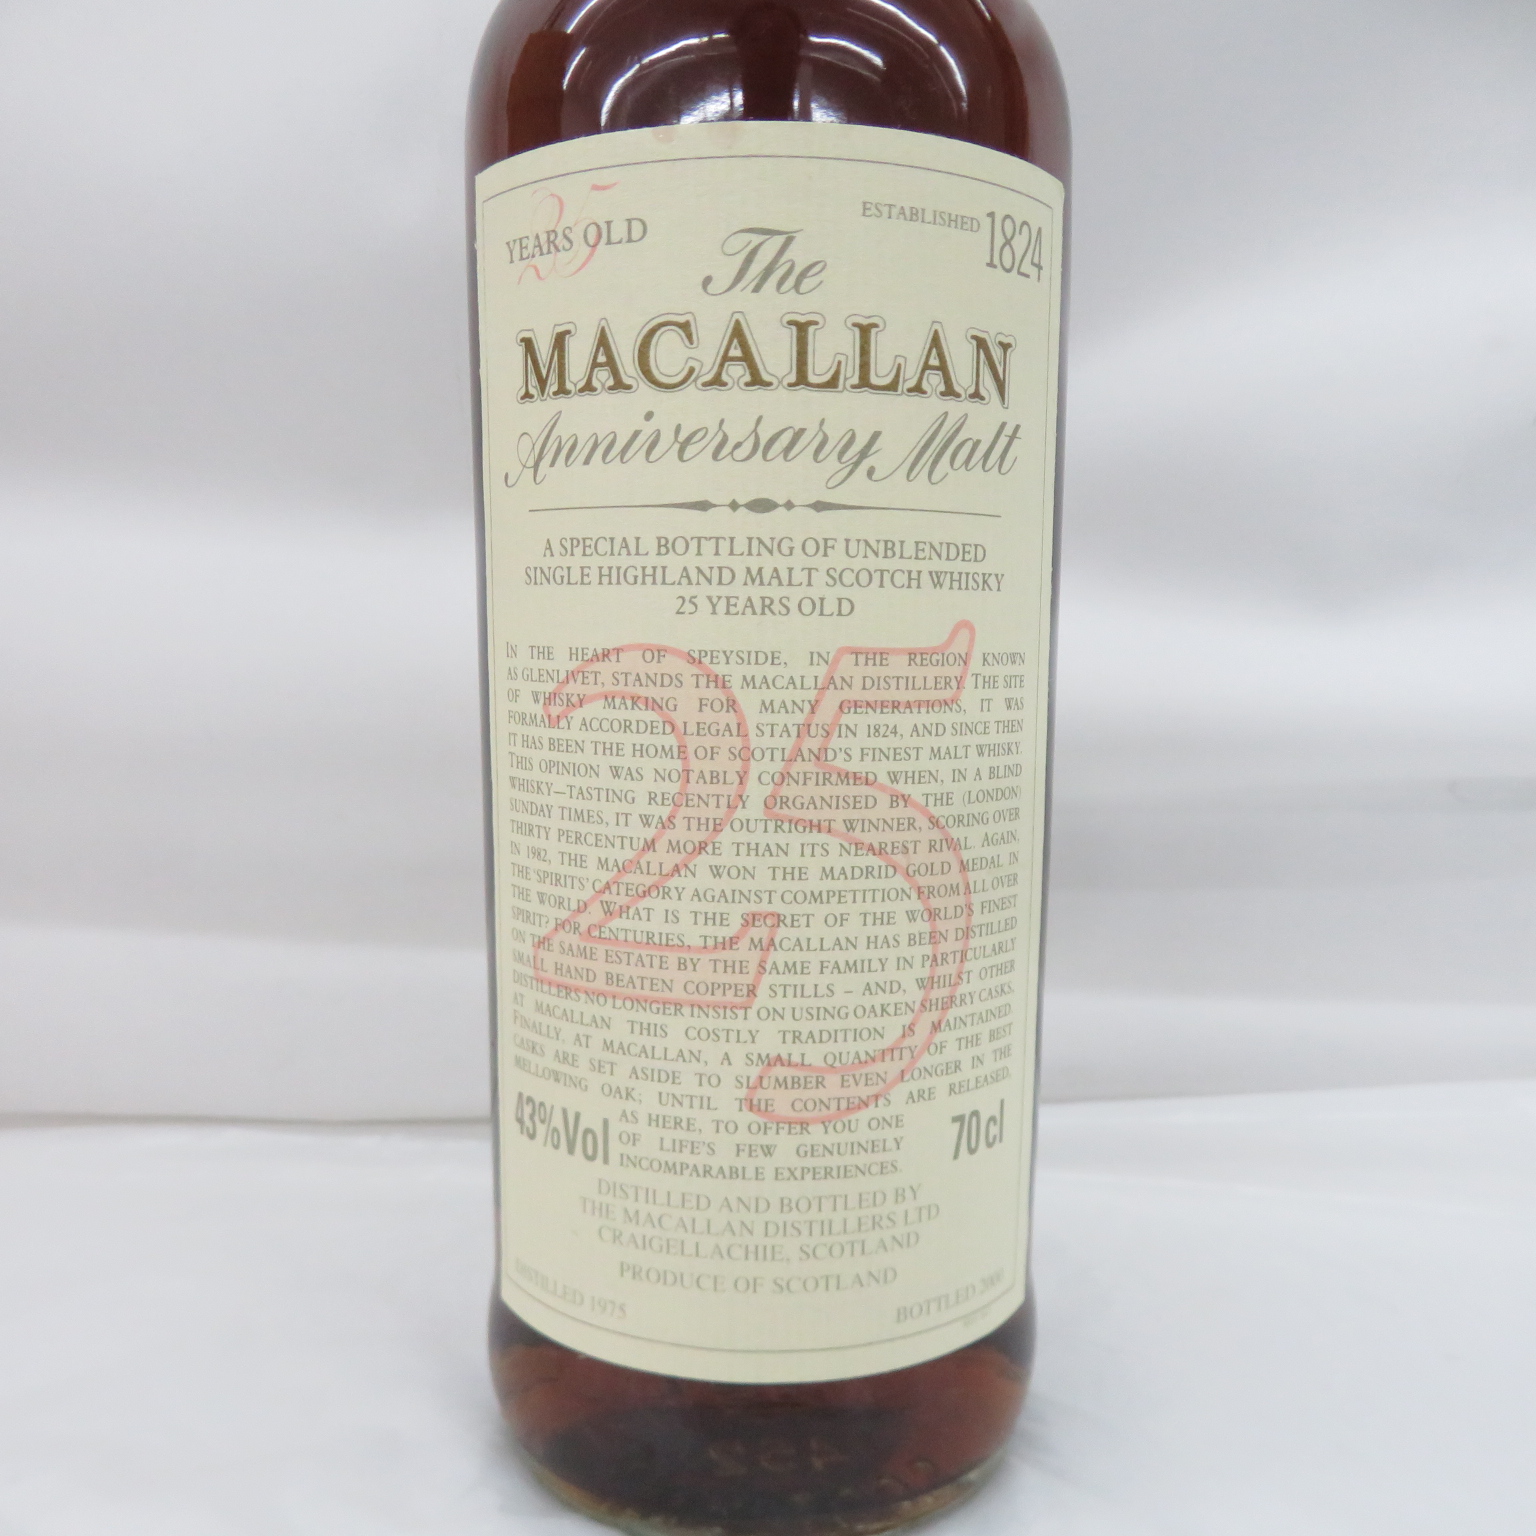 25
YEARS OLD
ESTABLISHED 1824
The
MACALLAN
Anniversary Malt
A SPECIAL BOTTLING OF UNBLENDED
SINGLE HIGHLAND MALT SCOTCH WHISKY
25 YEARS OLD
25
IN THE HEART OF SPEYSIDE, IN THE REGION KNOWN
AS GLENLIVET, STANDS THE MACALLAN DISTILLERY. THE SITE
OF WHISKY MAKING FOR MANY GENERATIONS, IT WAS
FORMALLY ACCORDED LEGAL STATUS IN 1824, AND SINCE THEN
IT HAS BEEN THE HOME OF SCOTLAND'S FINEST MALT WHISKY.
THIS OPINION WAS NOTABLY CONFIRMED WHEN, IN A BLIND
WHISKY—TASTING RECENTLY ORGANISED BY THE (LONDON)
SUNDAY TIMES, IT WAS THE OUTRIGHT WINNER, SCORING OVER
THIRTY PERCENTUM MORE THAN ITS NEAREST RIVAL. AGAIN,
IN 1982, THE MACALLAN WON THE MADRID GOLD MEDAL IN
THE 'SPIRITS' CATEGORY AGAINST COMPETITION FROM ALL OVER
THE WORLD. WHAT IS THE SECRET OF THE WORLD'S FINEST
SPIRIT? FOR CENTURIES, THE MACALLAN HAS BEEN DISTILLED
ON THE SAME ESTATE BY THE SAME FAMILY IN PARTICULARLY
SMALL HAND BEATEN COPPER STILLS – AND, WHILST OTHER
DISTILLERS NO LONGER INSIST ON USING OAKEN SHERRY CASKS,
AT MACALLAN THIS COSTLY TRADITION IS MAINTAINED.
FINALLY, AT MACALLAN, A SMALL QUANTITY OF THE BEST
CASKS ARE SET ASIDE TO SLUMBER EVEN LONGER IN THE
MELLOWING OAK; UNTIL THE CONTENTS ARE RELEASED,
AS HERE, TO OFFER YOU ONE
OF LIFE'S FEW GENUINELY
INCOMPARABLE EXPERIENCES.
43%Vol
70cl
DISTILLED AND BOTTLED BY
THE MACALLAN DISTILLERS LTD
CRAIGELLACHIE, SCOTLAND
PRODUCE OF SCOTLAND
DISTILLED 1975
BOTTLED 2000